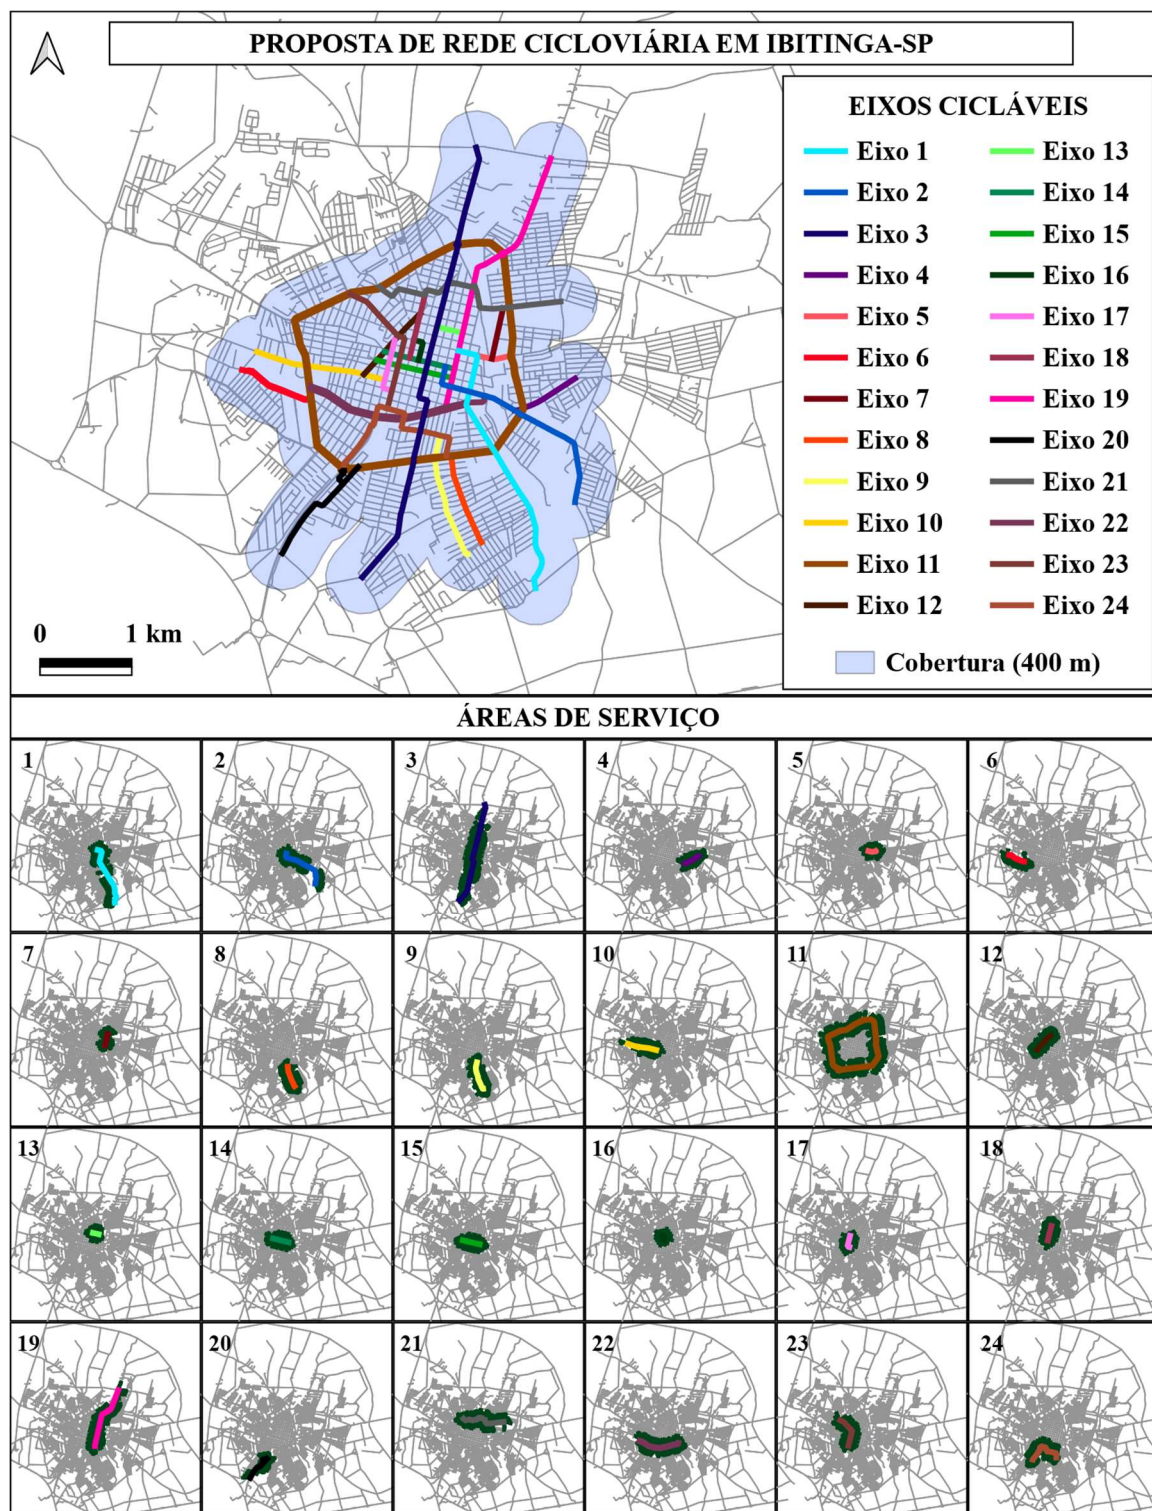 PROPOSTA DE REDE CICLOVIÁRIA EM IBITINGA-SP
EIXOS CICLÁVEIS
Eixo 1
Eixo 2
Eixo 3
Eixo 4
Eixo 5
Eixo 6
Eixo 7
Eixo 8
Eixo 9
Eixo 10
Eixo 11
Eixo 12
Eixo 13
Eixo 14
Eixo 15
Eixo 16
Eixo 17
Eixo 18
Eixo 19
Eixo 20
Eixo 21
Eixo 22
Eixo 23
Eixo 24
Cobertura (400 m)
0 1 km
ÁREAS DE SERVIÇO
1
2
3
4
5
6
7
8
9
10
11
12
13
14
15
16
17
18
19
20
21
22
23
24